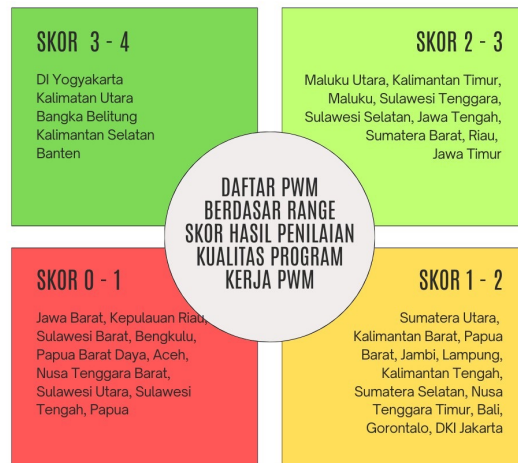 SKOR 3 - 4
DI Yogyakarta
Kalimatan Utara
Bangka Belitung
Kalimantan Selatan
Banten
SKOR 2 - 3
Maluku Utara, Kalimantan Timur,
Maluku, Sulawesi Tenggara,
Sulawesi Selatan, Jawa Tengah,
Sumatera Barat, Riau,
Jawa Timur
DAFTAR PWM
BERDASAR RANGE
SKOR HASIL PENILAIAN
KUALITAS PROGRAM
KERJA PWM
SKOR 0 - 1
Jawa Barat, Kepulauan Riau,
Sulawesi Barat, Bengkulu,
Papua Barat Daya, Aceh,
Nusa Tenggara Barat,
Sulawesi Utara, Sulawesi
Tengah, Papua
SKOR 1 - 2
Sumatera Utara,
Kalimantan Barat, Papua
Barat, Jambi, Lampung,
Kalimantan Tengah,
Sumatera Selatan, Nusa
Tenggara Timur, Bali,
Gorontalo, DKI Jakarta